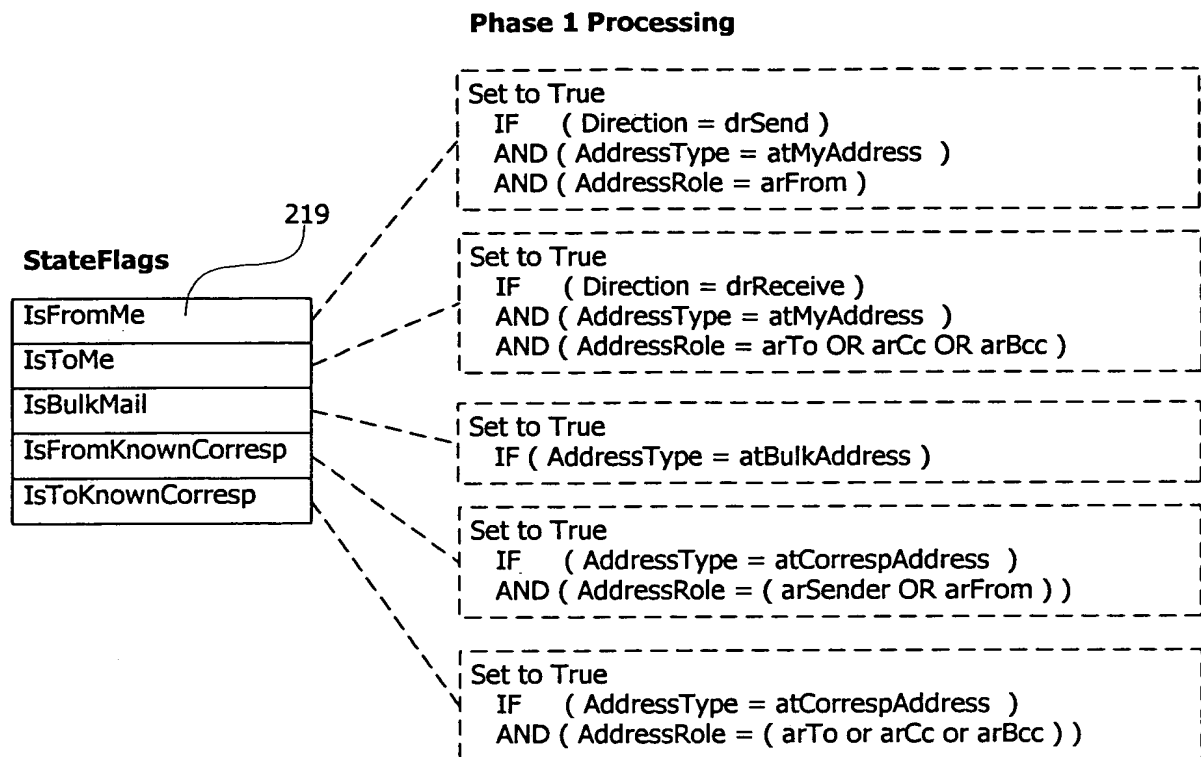 Phase 1 Processing
219
StateFlags
IsFromMe
IsToMe
IsBulkMail
IsFromKnownCorresp
IsToKnownCorresp
Set to True
IF ( Direction = drSend )
AND ( AddressType = atMyAddress )
AND ( AddressRole = arFrom )
Set to True
IF ( Direction = drReceive )
AND ( AddressType = atMyAddress )
AND ( AddressRole = arTo OR arCc OR arBcc )
Set to True
IF ( AddressType = atBulkAddress )
Set to True
IF ( AddressType = atCorrespAddress )
AND ( AddressRole = ( arSender OR arFrom ) )
Set to True
IF ( AddressType = atCorrespAddress )
AND ( AddressRole = ( arTo or arCc or arBcc ) )